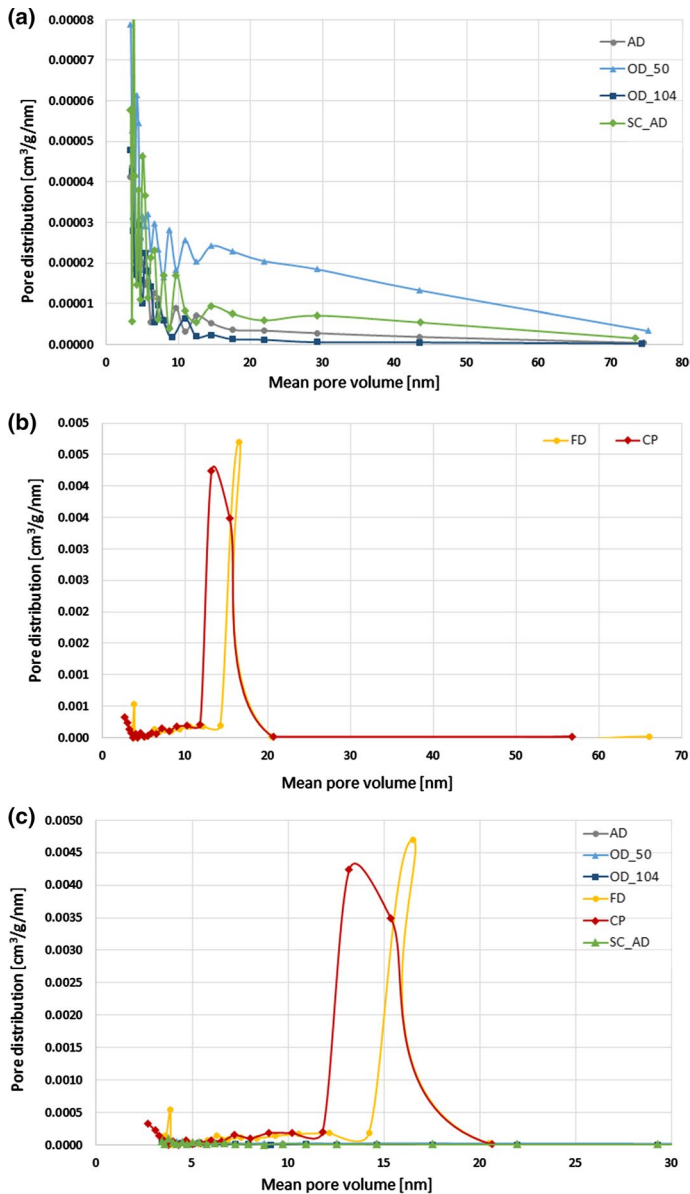 (a)
0.00008
0.00007
0.00006
0.00005
0.00004
0.00003
0.00002
0.00001
0.00000
Pore distribution [cm³/g/nm]
0 10 20 30 40 50 60 70 80
Mean pore volume [nm]
AD
OD_50
OD_104
SC_AD
(b)
0.005
0.005
0.004
0.004
0.003
0.003
0.002
0.002
0.001
0.001
0.000
Pore distribution [cm³/g/nm]
0 10 20 30 40 50 60 70
Mean pore volume [nm]
FD CP
(c)
0.0050
0.0045
0.0040
0.0035
0.0030
0.0025
0.0020
0.0015
0.0010
0.0005
0.0000
Pore distribution [cm³/g/nm]
0 5 10 15 20 25 30
Mean pore volume [nm]
AD
OD_50
OD_104
FD
CP
SC_AD